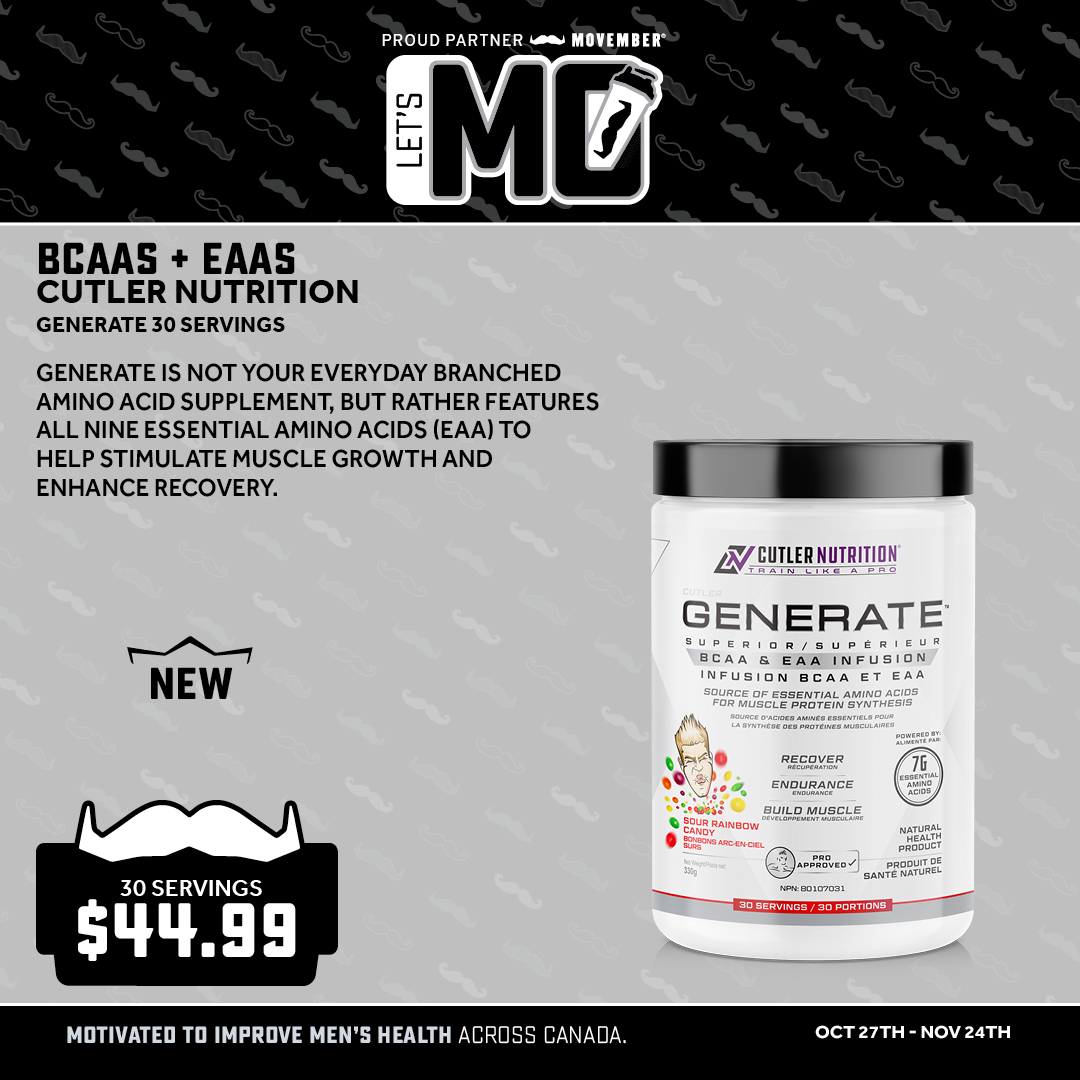 PROUD PARTNER MOVEMBER®
LET'S MO
BCAAS + EAAS
CUTLER NUTRITION
GENERATE 30 SERVINGS
GENERATE IS NOT YOUR EVERYDAY BRANCHED
AMINO ACID SUPPLEMENT, BUT RATHER FEATURES
ALL NINE ESSENTIAL AMINO ACIDS (EAA) TO
HELP STIMULATE MUSCLE GROWTH AND
ENHANCE RECOVERY.
NEW
30 SERVINGS
$44.99
CUTLER NUTRITION®
TRAIN LIKE A PRO
CUTLER
GENERATE™
SUPERIOR/SUPÉRIEUR
BCAA & EAA INFUSION
INFUSION BCAA ET EAA
SOURCE OF ESSENTIAL AMINO ACIDS
FOR MUSCLE PROTEIN SYNTHESIS
SOURCE D'ACIDES AMINÉS ESSENTIELS POUR
LA SYNTHÈSE DES PROTÉINES MUSCULAIRES
POWERED BY:
ALIMENTÉ PAR:
7G
ESSENTIAL
AMINO
ACIDS
RECOVER
RÉCUPÉRATION
ENDURANCE
ENDURANCE
BUILD MUSCLE
DÉVELOPPEMENT MUSCULAIRE
SOUR RAINBOW
CANDY
BONBONS ARC-EN-CIEL
SURS
Net Weight/Poids net:
330g
PRO
APPROVED
NATURAL
HEALTH
PRODUCT
PRODUIT DE
SANTÉ NATUREL
NPN: 80107031
30 SERVINGS / 30 PORTIONS
MOTIVATED TO IMPROVE MEN'S HEALTH ACROSS CANADA.
OCT 27TH - NOV 24TH